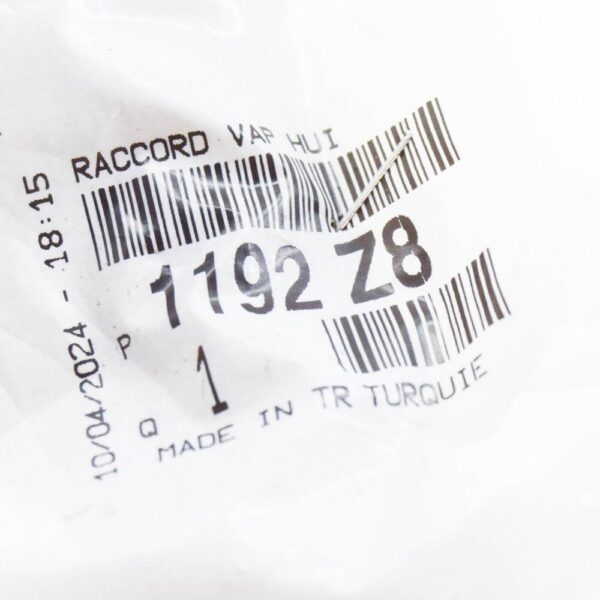 RACCORD VAP HUI
P 1192 Z8
Q 1
MADE IN TR TURQUIE
10/04/2024 - 18:15